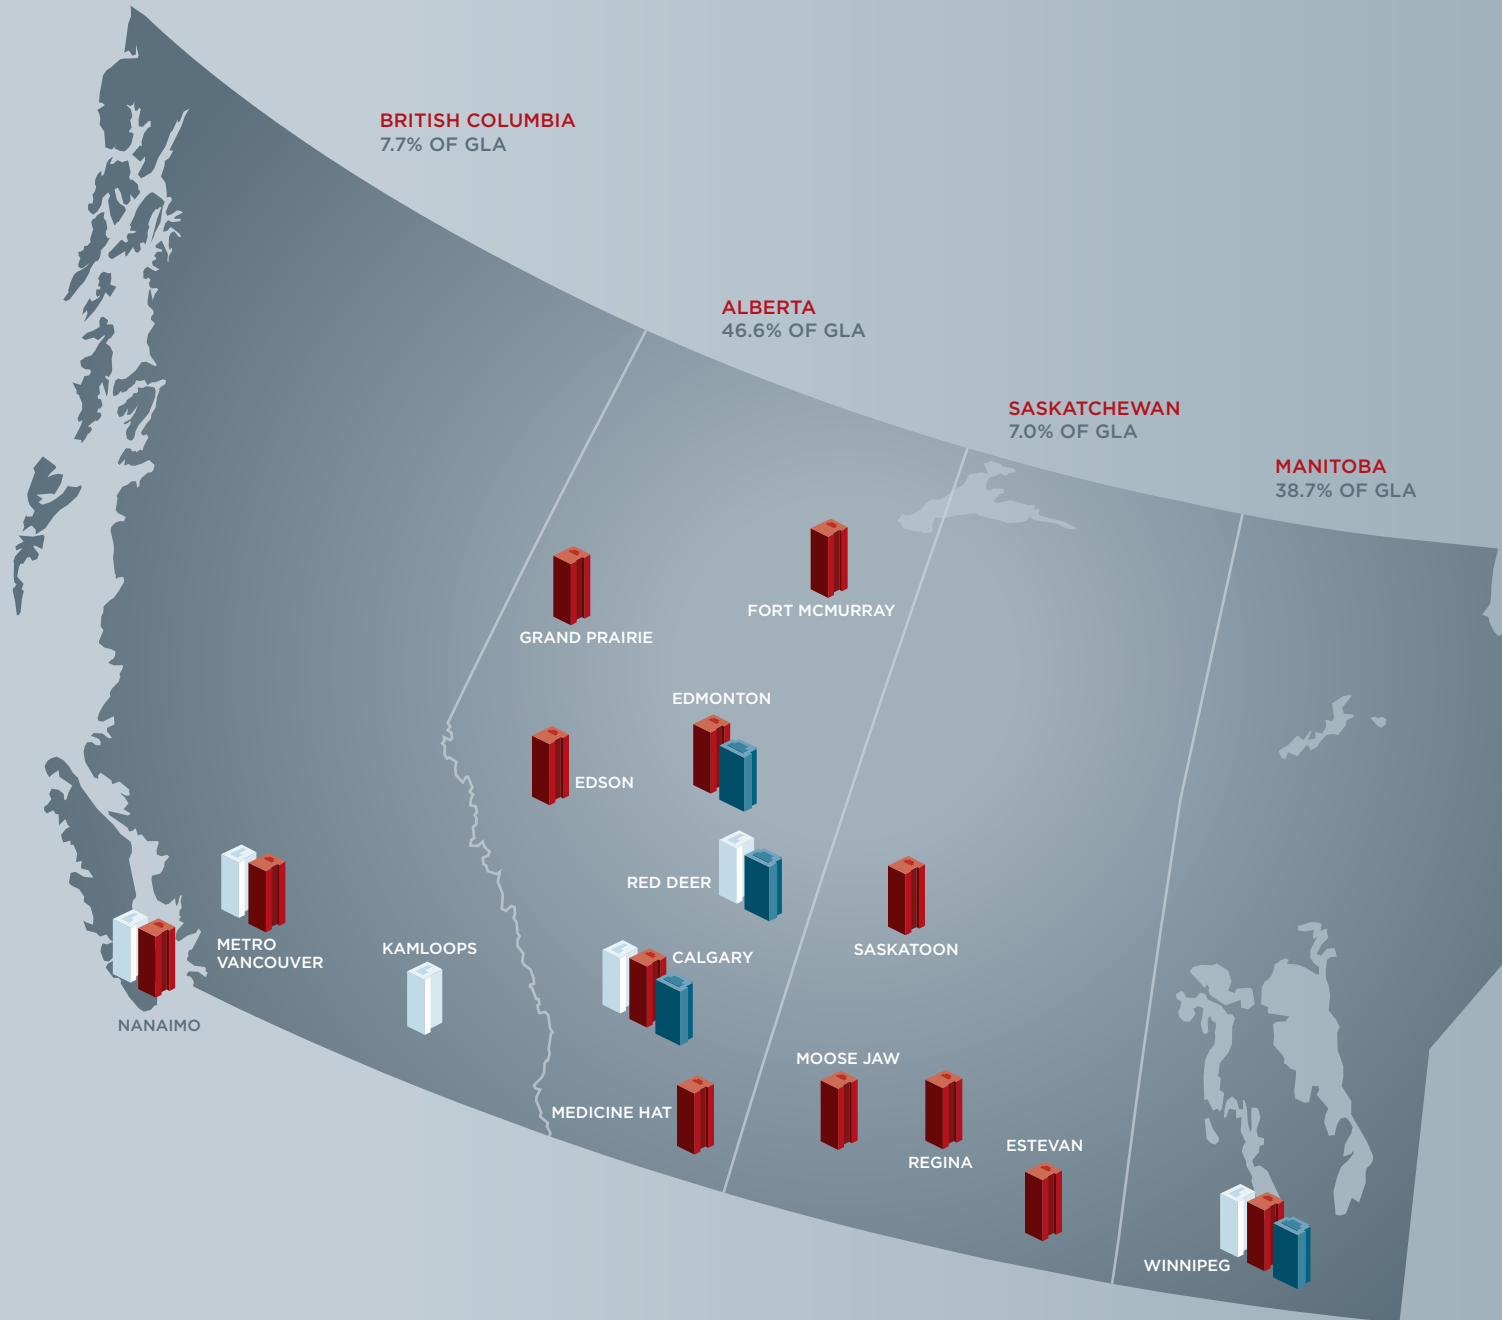 BRITISH COLUMBIA
7.7% OF GLA
ALBERTA
46.6% OF GLA
SASKATCHEWAN
7.0% OF GLA
MANITOBA
38.7% OF GLA
FORT MCMURRAY
GRAND PRAIRIE
EDMONTON
EDSON
RED DEER
METRO
VANCOUVER
KAMLOOPS
CALGARY
SASKATOON
NANAIMO
MOOSE JAW
MEDICINE HAT
REGINA
ESTEVAN
WINNIPEG